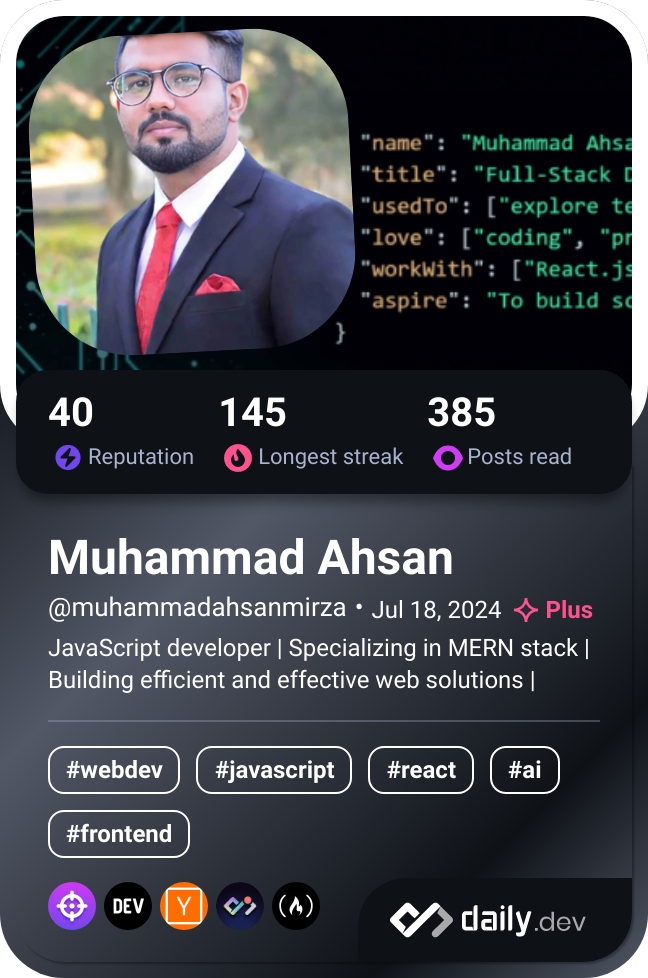 "name": "Muhammad Ahsa
"title": "Full-Stack D
"usedTo": ["explore te
"love": ["coding", "pr
"workWith": ["React.js
"aspire": "To build sc
}
40 145 385
Reputation Longest streak Posts read
Muhammad Ahsan
@muhammadahsanmirza • Jul 18, 2024 Plus
JavaScript developer | Specializing in MERN stack |
Building efficient and effective web solutions |
#webdev #javascript #react #ai
#frontend
DEV Y daily.dev